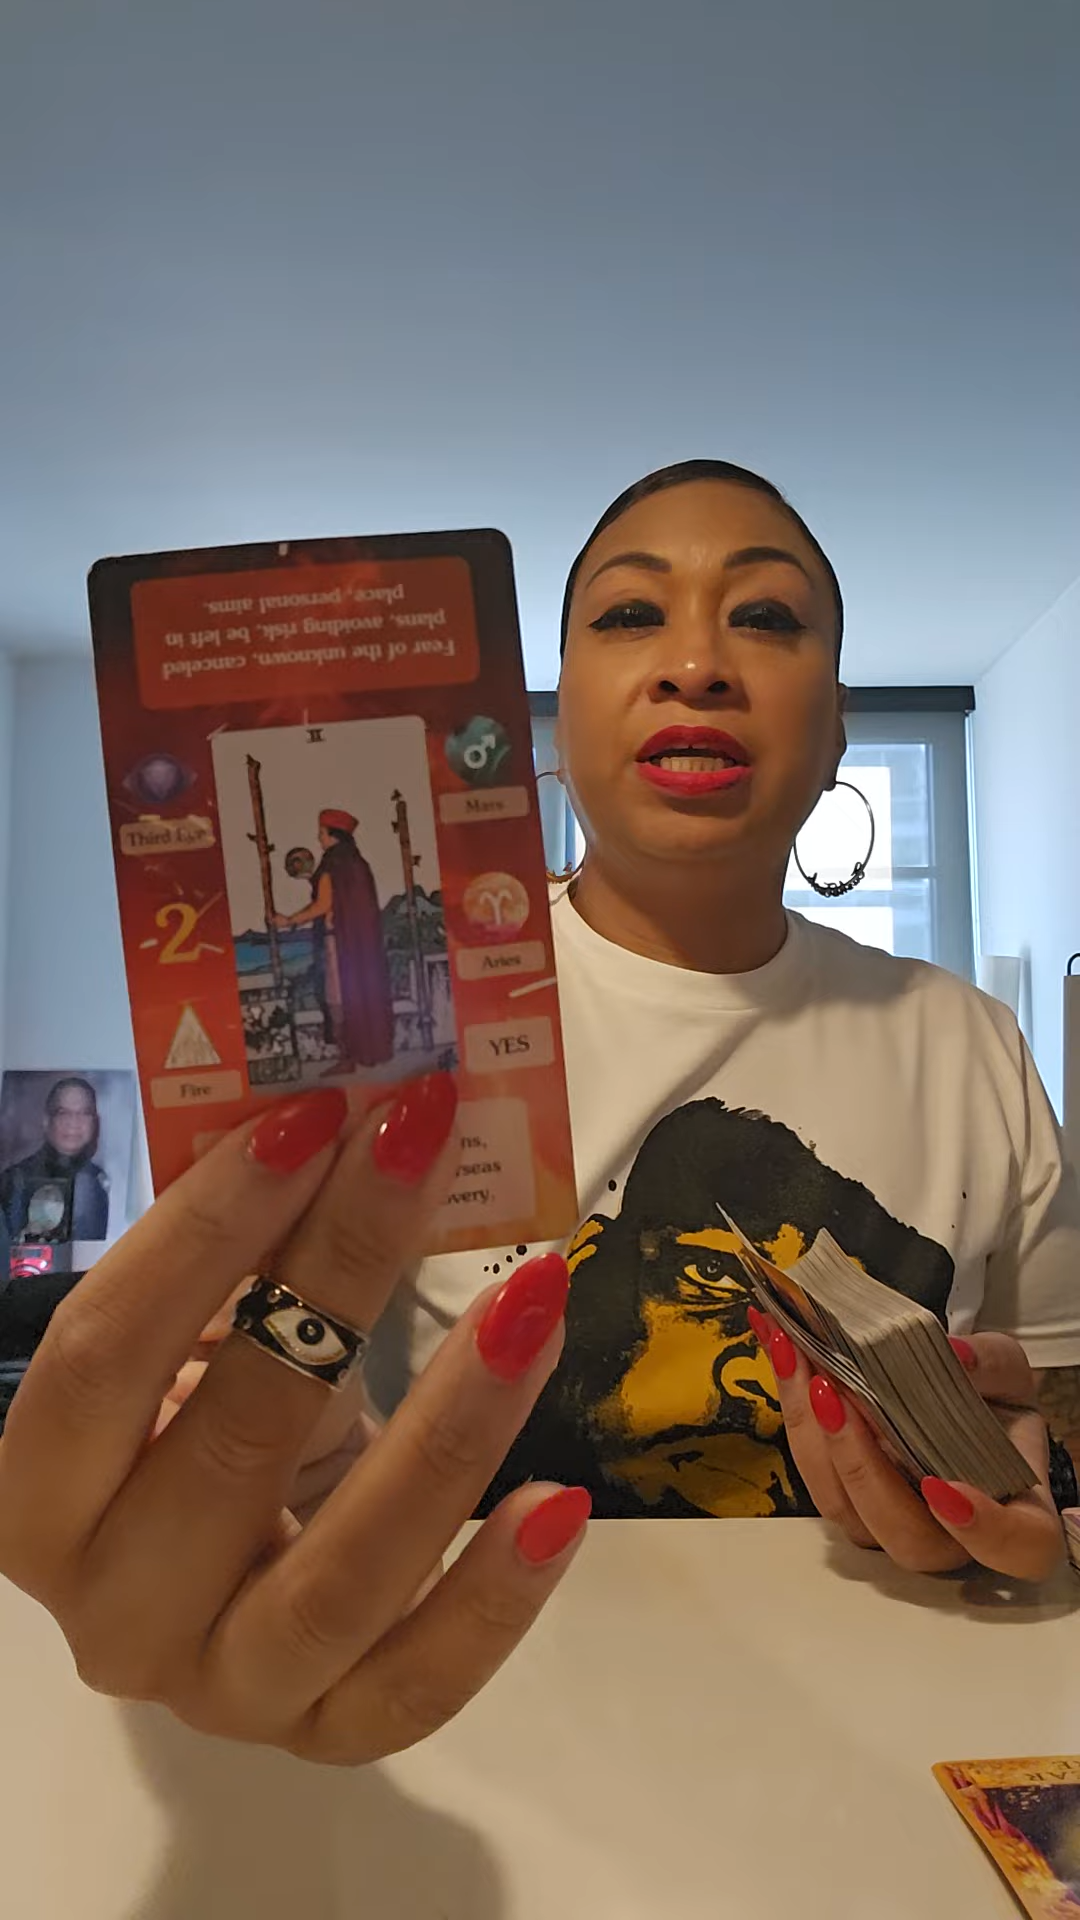 Fear of the unknown, canceled
plans, avoiding risk, be left in
place, personal aims.
II
Third Eye
Mars
2
Aries
YES
Fire
ns,
rseas
overy.